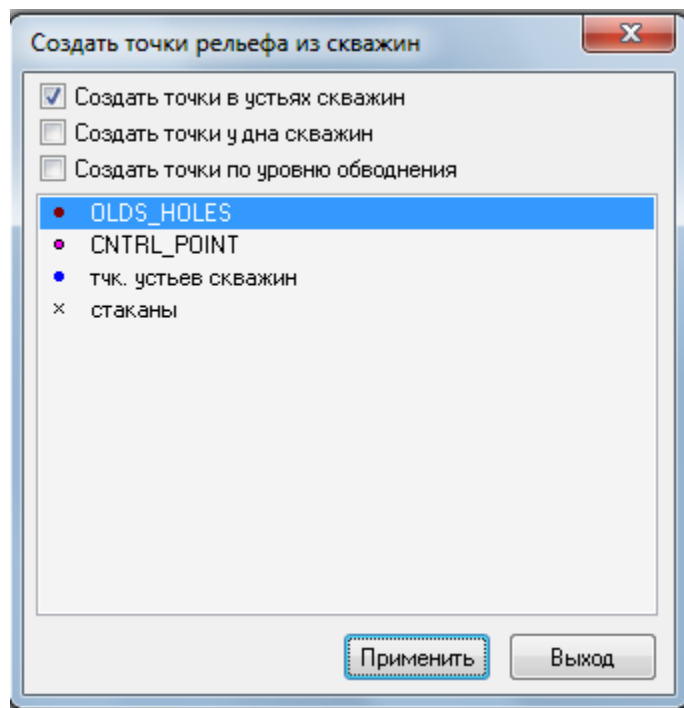 Создать точки рельефа из скважин
Создать точки в устьях скважин
Создать точки у дна скважин
Создать точки по уровню обводнения
OLDS_HOLES
CNTRL_POINT
тчк. устьев скважин
стаканы
Применить
Выход